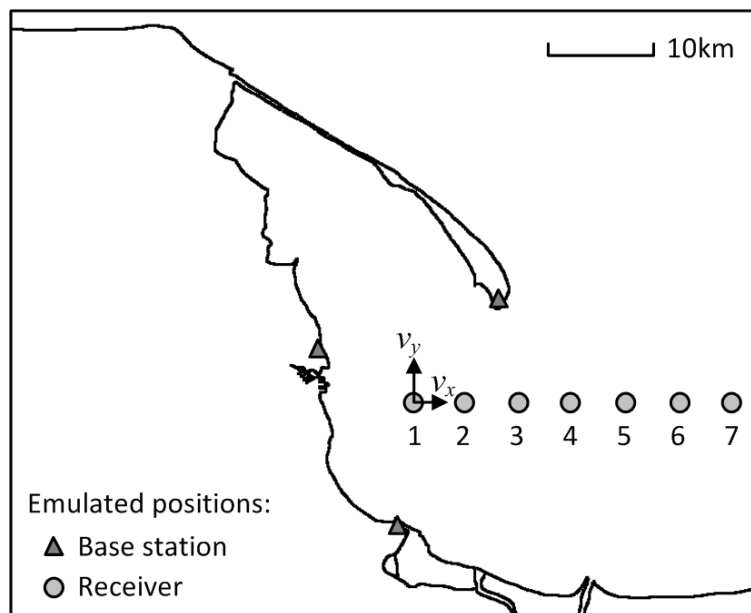 10km
v_y
v_x
1 2 3 4 5 6 7
Emulated positions:
Base station
Receiver